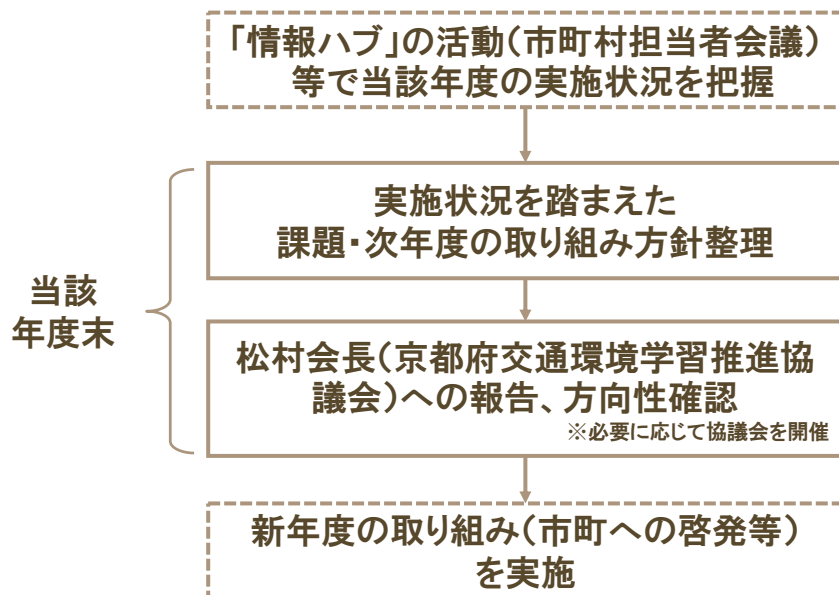 「情報ハブ」の活動（市町村担当者会議）
等で当該年度の実施状況を把握
実施状況を踏まえた
課題・次年度の取り組み方針整理
当該
年度末
松村会長（京都府交通環境学習推進協
議会）への報告、方向性確認
※必要に応じて協議会を開催
新年度の取り組み（市町への啓発等）
を実施